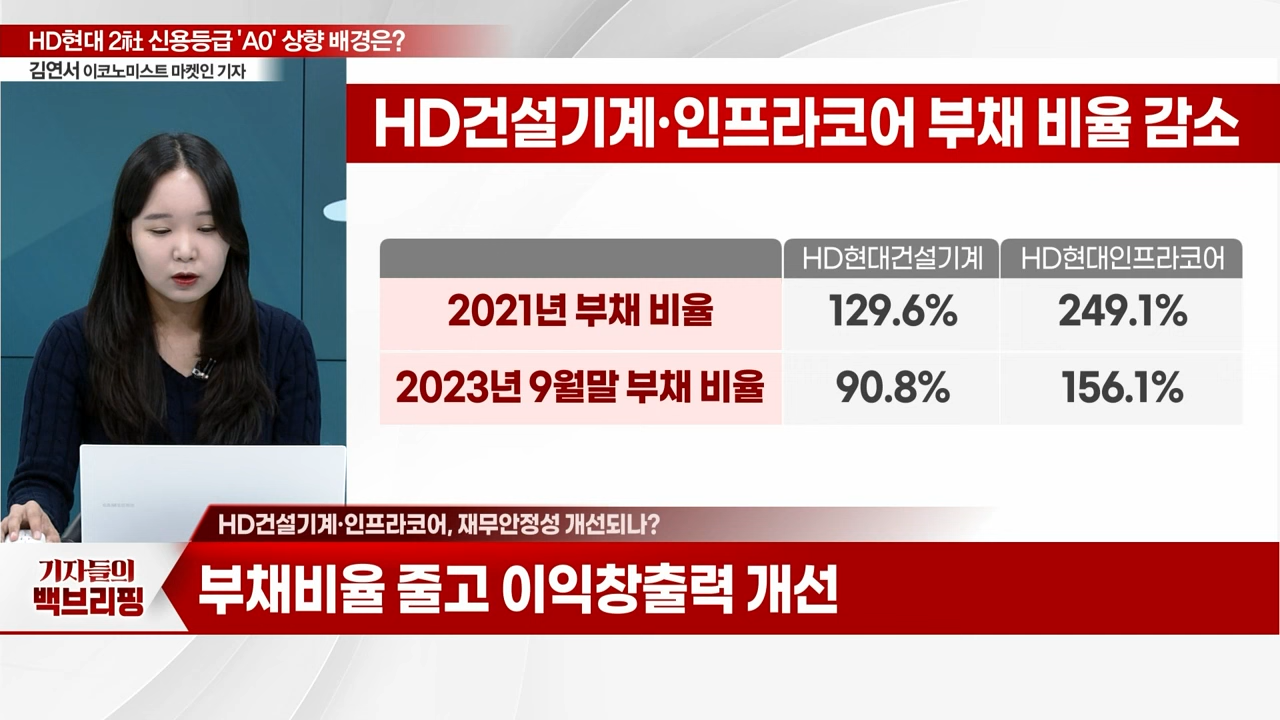 HD현대 2社 신용등급 'A0' 상향 배경은?
김연서 이코노미스트 마켓인 기자
HD건설기계·인프라코어 부채 비율 감소
HD현대건설기계 HD현대인프라코어
2021년 부채 비율 129.6% 249.1%
2023년 9월말 부채 비율 90.8% 156.1%
HD건설기계·인프라코어, 재무안정성 개선되나?
기자들의
백브리핑
부채비율 줄고 이익창출력 개선